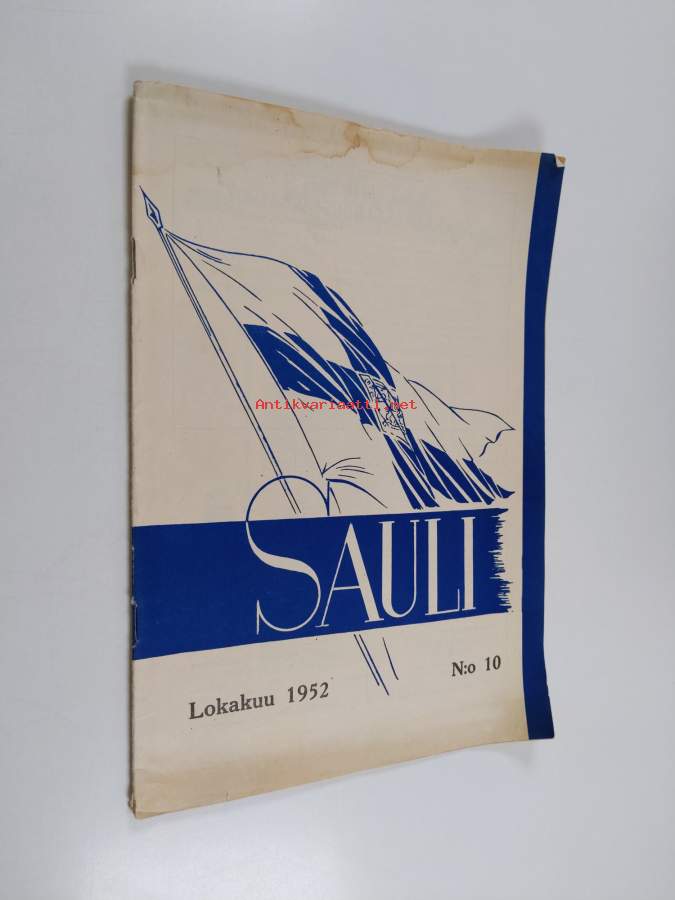 Antikvariaatti.net
SAULI
Lokakuu 1952
N:o 10